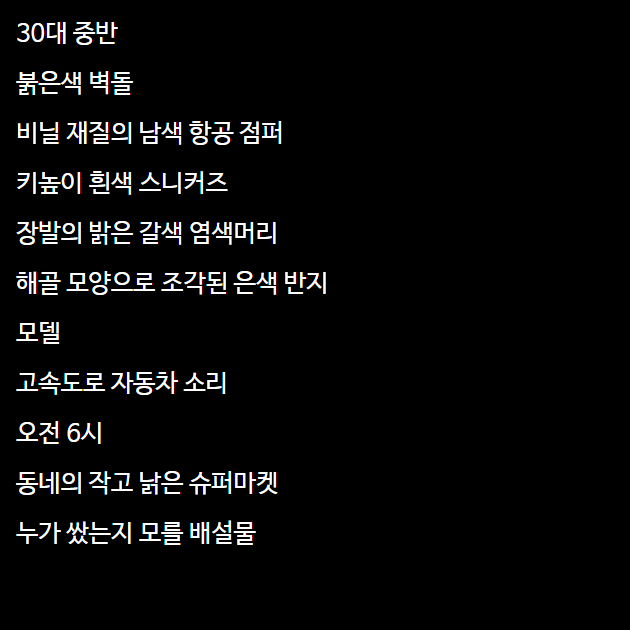 30대 중반
붉은색 벽돌
비닐 재질의 남색 항공 점퍼
키높이 흰색 스니커즈
장발의 밝은 갈색 염색머리
해골 모양으로 조각된 은색 반지
모델
고속도로 자동차 소리
오전 6시
동네의 작고 낡은 슈퍼마켓
누가 쌌는지 모를 배설물